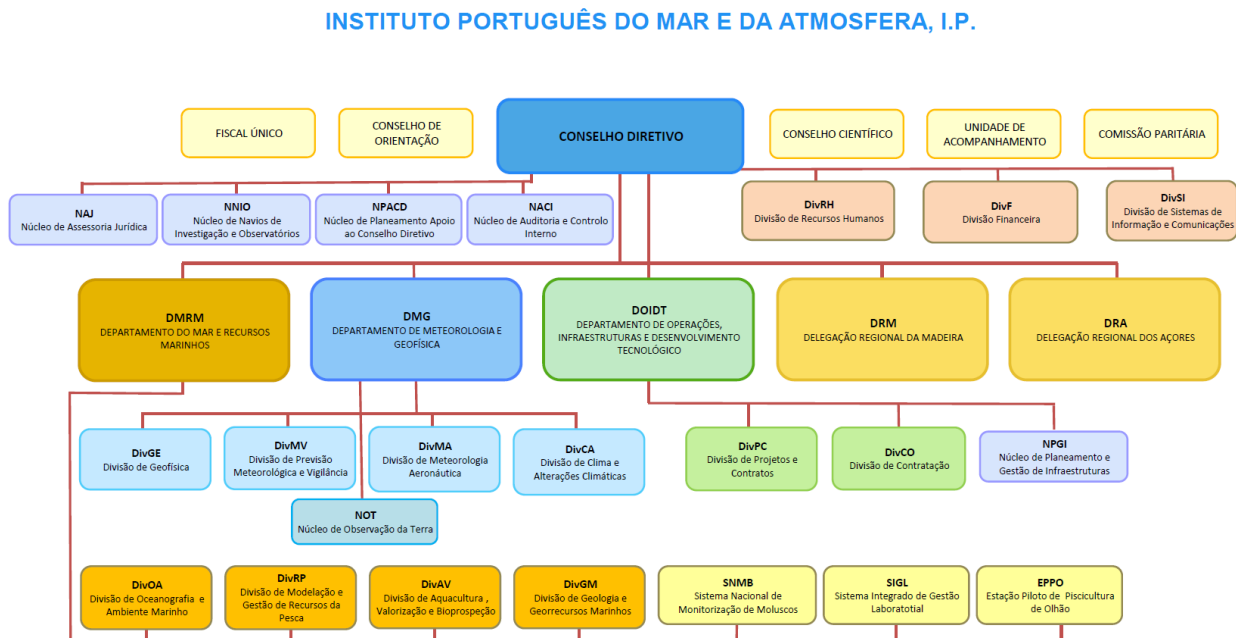 INSTITUTO PORTUGUÊS DO MAR E DA ATMOSFERA, I.P.
FISCAL ÚNICO
CONSELHO DE
ORIENTAÇÃO
CONSELHO DIRETIVO
CONSELHO CIENTÍFICO
UNIDADE DE
ACOMPANHAMENTO
COMISSÃO PARITÁRIA
NAJ
Núcleo de Assessoria Jurídica
NNIO
Núcleo de Navios de
Investigação e Observatórios
NPACD
Núcleo de Planeamento Apoio
ao Conselho Diretivo
NACI
Núcleo de Auditoria e Controlo
Interno
DivRH
Divisão de Recursos Humanos
DivF
Divisão Financeira
DivSI
Divisão de Sistemas de
Informação e Comunicações
DMRM
DEPARTAMENTO DO MAR E RECURSOS
MARINHOS
DMG
DEPARTAMENTO DE METEOROLOGIA E
GEOFÍSICA
DOIDT
DEPARTAMENTO DE OPERAÇÕES,
INFRAESTRUTURAS E DESENVOLVIMENTO
TECNOLÓGICO
DRM
DELEGAÇÃO REGIONAL DA MADEIRA
DRA
DELEGAÇÃO REGIONAL DOS AÇORES
DivGE
Divisão de Geofísica
DivMV
Divisão de Previsão
Meteorológica e Vigilância
DivMA
Divisão de Meteorologia
Aeronáutica
DivCA
Divisão de Clima e
Alterações Climáticas
DivPC
Divisão de Projetos e
Contratos
DivCO
Divisão de Contratação
NPGI
Núcleo de Planeamento e
Gestão de Infraestruturas
NOT
Núcleo de Observação da Terra
DivOA
Divisão de Oceanografia e
Ambiente Marinho
DivRP
Divisão de Modelação e
Gestão de Recursos da
Pesca
DivAV
Divisão de Aquacultura ,
Valorização e Bioprospeção
DivGM
Divisão de Geologia e
Georrecursos Marinhos
SNMB
Sistema Nacional de
Monitorização de Moluscos
SIGL
Sistema Integrado de Gestão
Laboratotial
EPPO
Estação Piloto de Piscicultura
de Olhão